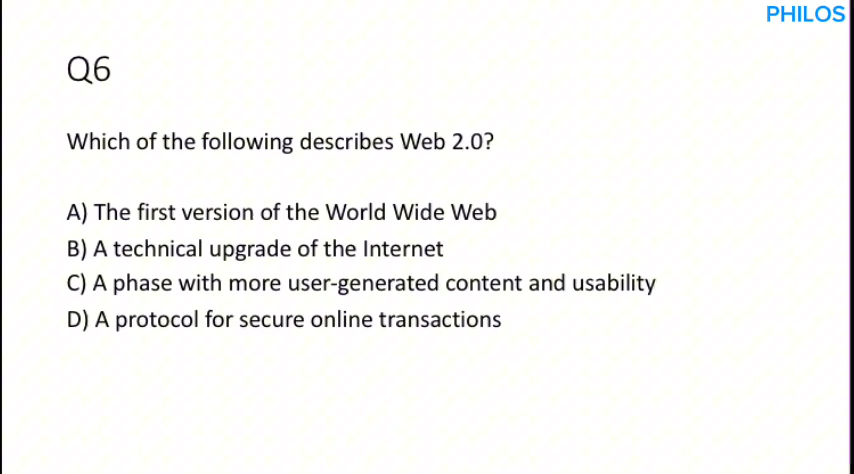 PHILOS
Q6
Which of the following describes Web 2.0?
A) The first version of the World Wide Web
B) A technical upgrade of the Internet
C) A phase with more user-generated content and usability
D) A protocol for secure online transactions